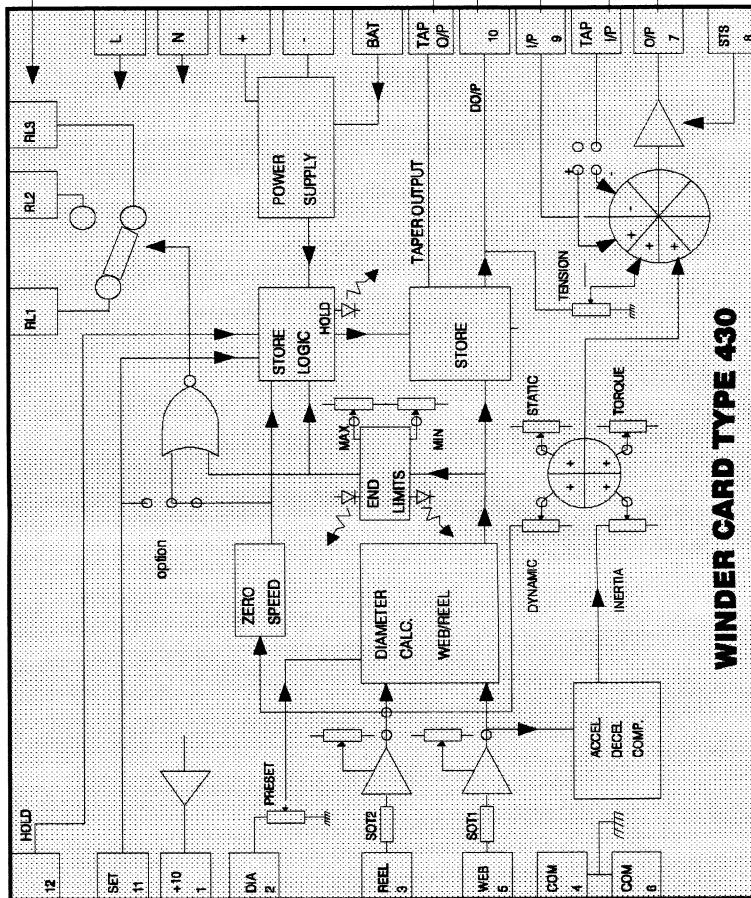 RL1
RL2
RL3
L
N
+
-
BAT
TAP
O/P
10
I/P
9
TAP
I/P
O/P
7
STS
8
POWER
SUPPLY
TAPER OUTPUT
DO/P
STORE
LOGIC
HOLD
STORE
TENSION
+
-
-
+
+
+
option
MAX
END
LIMITS
MIN
STATIC
TORQUE
+
+
+
+
ZERO
SPEED
DIAMETER
CALC.
WEB/REEL
DYNAMIC
INERTIA
PRESET
ACCEL
DECEL
COMP.
SOT2
SOT1
HOLD
12
SET
11
+10
1
DIA
2
REEL
3
WEB
5
COM
4
COM
6
WINDER CARD TYPE 430